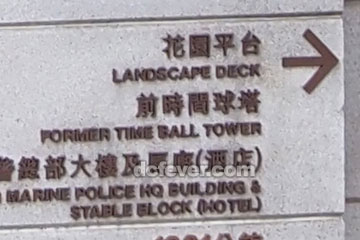 花園平台
LANDSCAPE DECK
前時間球塔
FORMER TIME BALL TOWER
警總部大樓及馬廄(酒店)
dcfever.com
MARINE POLICE HQ BUILDING &
STABLE BLOCK (HOTEL)